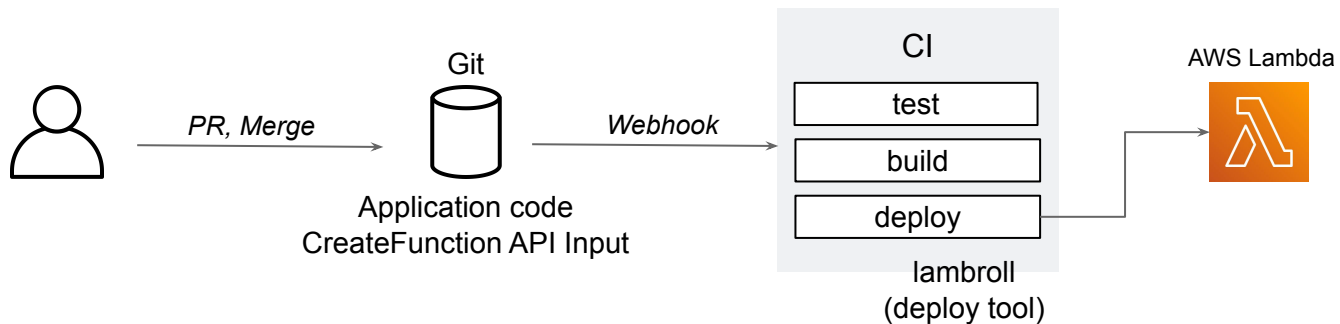 Git
PR, Merge
Application code
CreateFunction API Input
Webhook
CI
test
build
deploy
lambroll
(deploy tool)
AWS Lambda